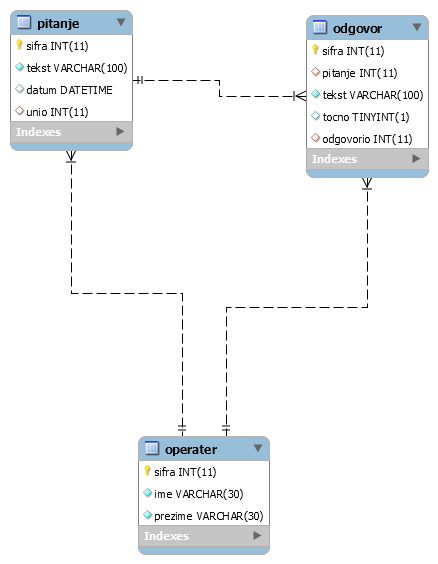 pitanje
sifra INT(11)
tekst VARCHAR(100)
datum DATETIME
unio INT(11)
Indexes
odgovor
sifra INT(11)
pitanje INT(11)
tekst VARCHAR(100)
tocno TINYINT(1)
odgovorio INT(11)
Indexes
operater
sifra INT(11)
ime VARCHAR(30)
prezime VARCHAR(30)
Indexes